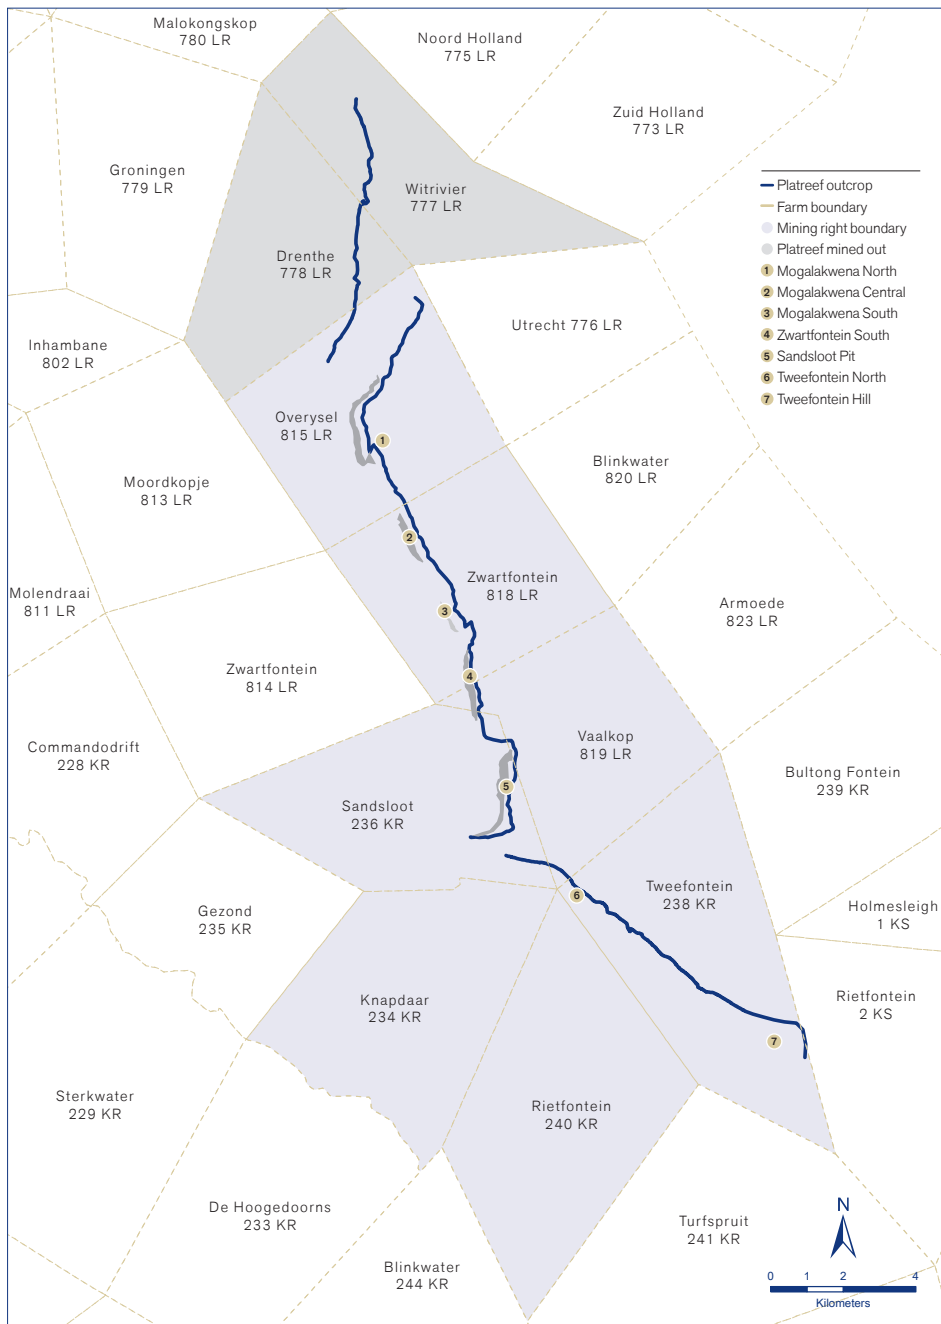 Malokongskop
780 LR
Noord Holland
775 LR
Zuid Holland
773 LR
Groningen
779 LR
Witrivier
777 LR
Drenthe
778 LR
Platreef outcrop
Farm boundary
Mining right boundary
Platreef mined out
1 Mogalakwena North
2 Mogalakwena Central
3 Mogalakwena South
4 Zwartfontein South
5 Sandsloot Pit
6 Tweefontein North
7 Tweefontein Hill
Inhambane
802 LR
Utrecht 776 LR
Overysel
815 LR
1
Moordkopje
813 LR
Blinkwater
820 LR
2
Molendraai
811 LR
Zwartfontein
818 LR
3
Armoede
823 LR
Zwartfontein
814 LR
4
Commandodrift
228 KR
Vaalkop
819 LR
Bultong Fontein
239 KR
Sandsloot
236 KR
5
Tweefontein
238 KR
6
Holmesleigh
1 KS
Gezond
235 KR
Knapdaar
234 KR
Rietfontein
2 KS
7
Sterkwater
229 KR
Rietfontein
240 KR
De Hoogedoorns
233 KR
Turfspruit
241 KR
Blinkwater
244 KR
N
0 1 2 4
Kilometers